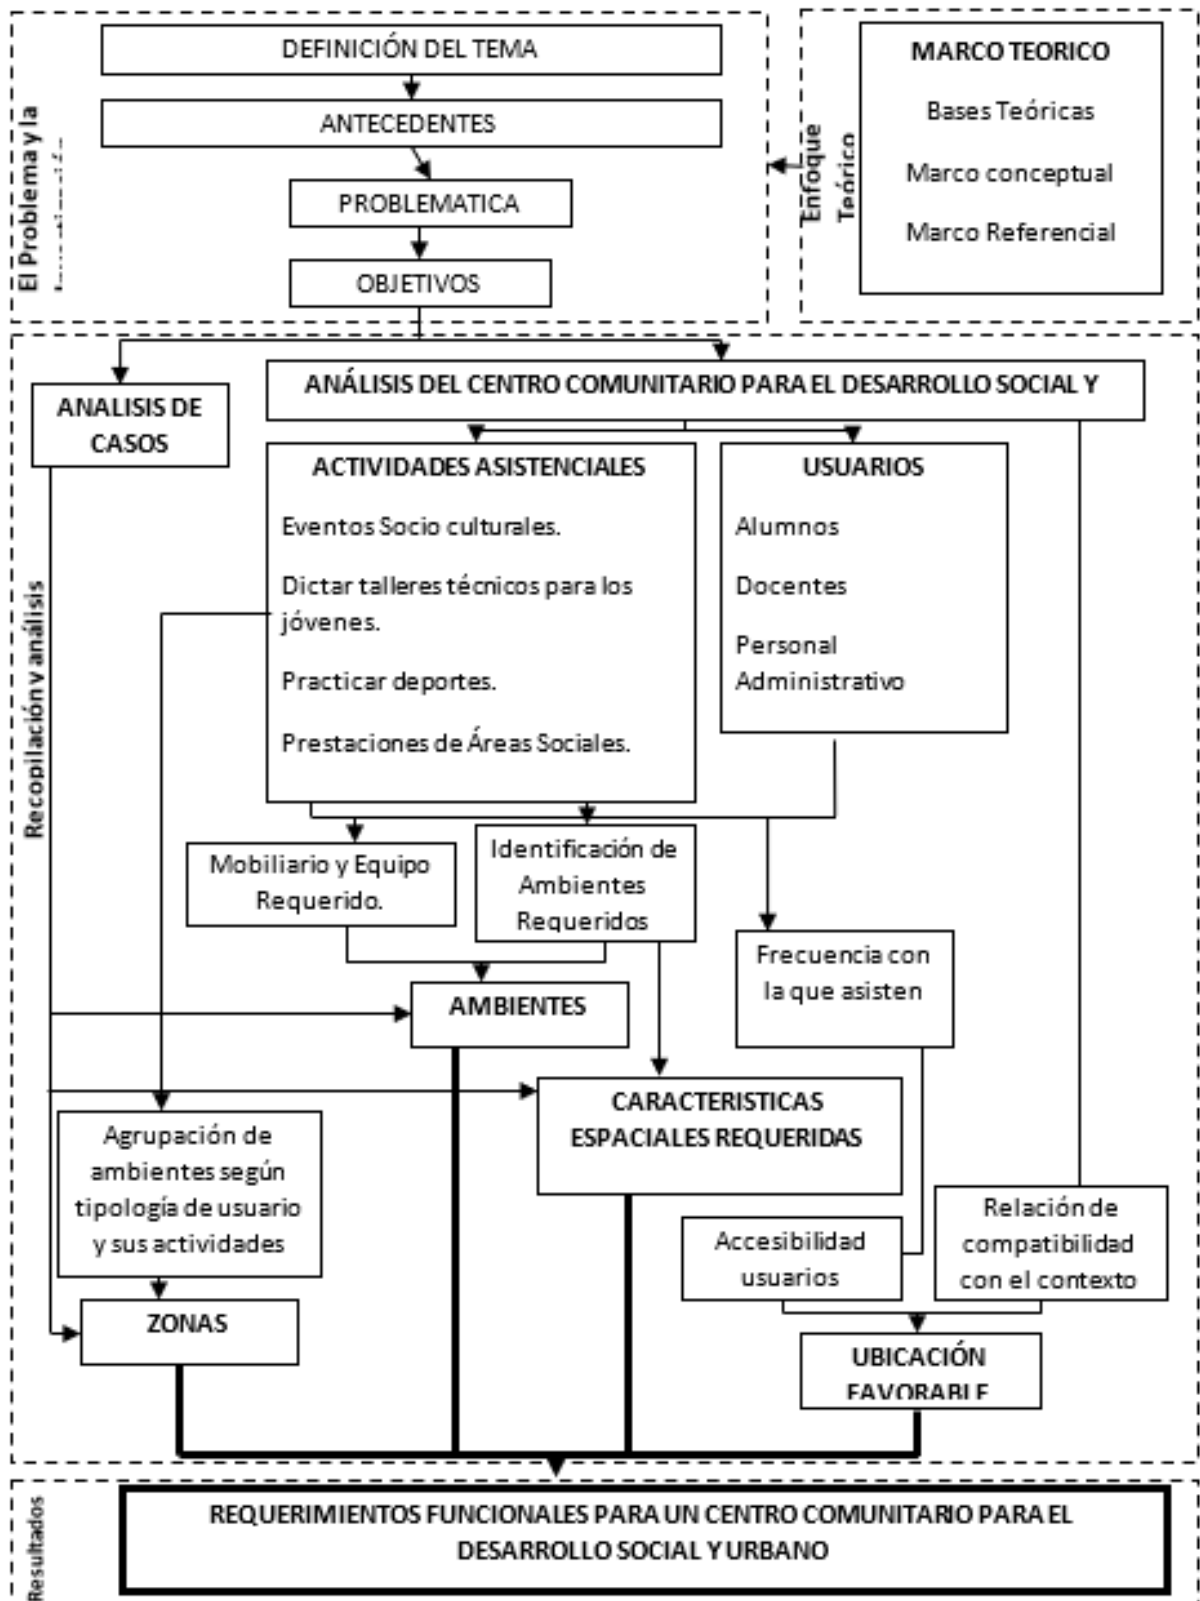 DEFINICIÓN DEL TEMA
ANTECEDENTES
PROBLEMATICA
OBJETIVOS
El Problema y la
MARCO TEORICO
Bases Teóricas
Marco conceptual
Marco Referencial
Enfoque
Teórico
ANALISIS DE
CASOS
ANÁLISIS DEL CENTRO COMUNITARIO PARA EL DESARROLLO SOCIAL Y
ACTIVIDADES ASISTENCIALES
Eventos Socio culturales.
Dictar talleres técnicos para los
jóvenes.
Practicar deportes.
Prestaciones de Áreas Sociales.
USUARIOS
Alumnos
Docentes
Personal
Administrativo
Recopilación y análisis
Mobiliario y Equipo
Requerido.
Identificación de
Ambientes
Requeridos
Frecuencia con
la que asisten
AMBIENTES
CARACTERISTICAS
ESPACIALES REQUERIDAS
Agrupación de
ambientes según
tipología de usuario
y sus actividades
Accesibilidad
usuarios
Relación de
compatibilidad
con el contexto
ZONAS
UBICACIÓN
FAVORABLE
Resultados
REQUERIMIENTOS FUNCIONALES PARA UN CENTRO COMUNITARIO PARA EL
DESARROLLO SOCIAL Y URBANO